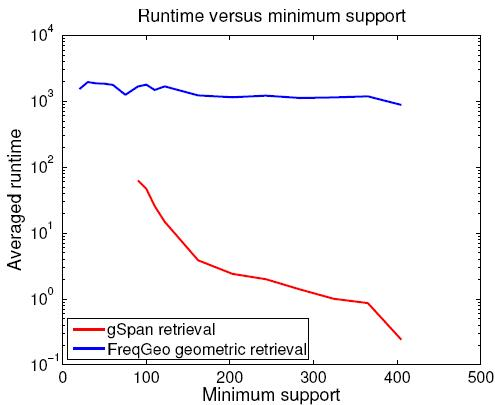 Runtime versus minimum support
10^4
10^3
10^2
10^1
10^0
10^-1
Averaged runtime
gSpan retrieval
FreqGeo geometric retrieval
0 100 200 300 400 500
Minimum support